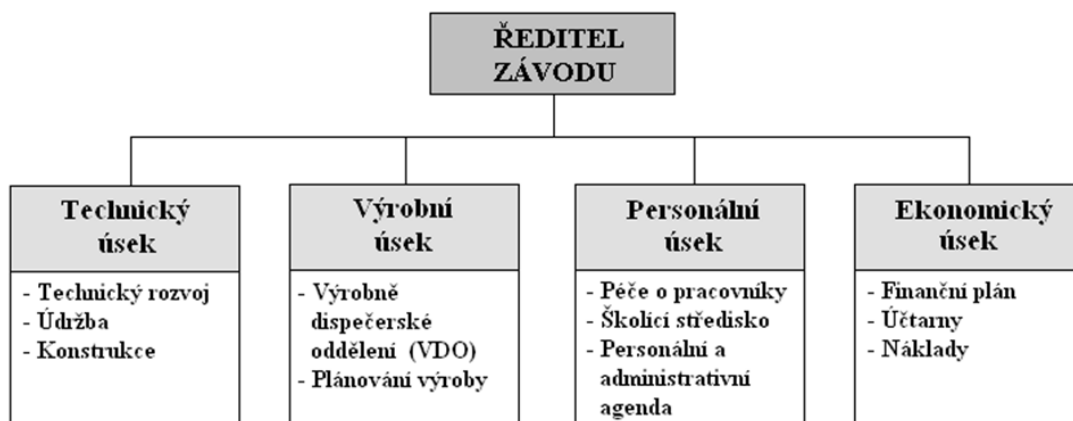 ŘEDITEL
ZÁVODU
Technický
úsek
- Technický rozvoj
- Údržba
- Konstrukce
Výrobní
úsek
- Výrobně
dispečerské
oddělení (VDO)
- Plánování výroby
Personální
úsek
- Péče o pracovníky
- Školící středisko
- Personální a
administrativní
agenda
Ekonomický
úsek
- Finanční plán
- Účtarny
- Náklady